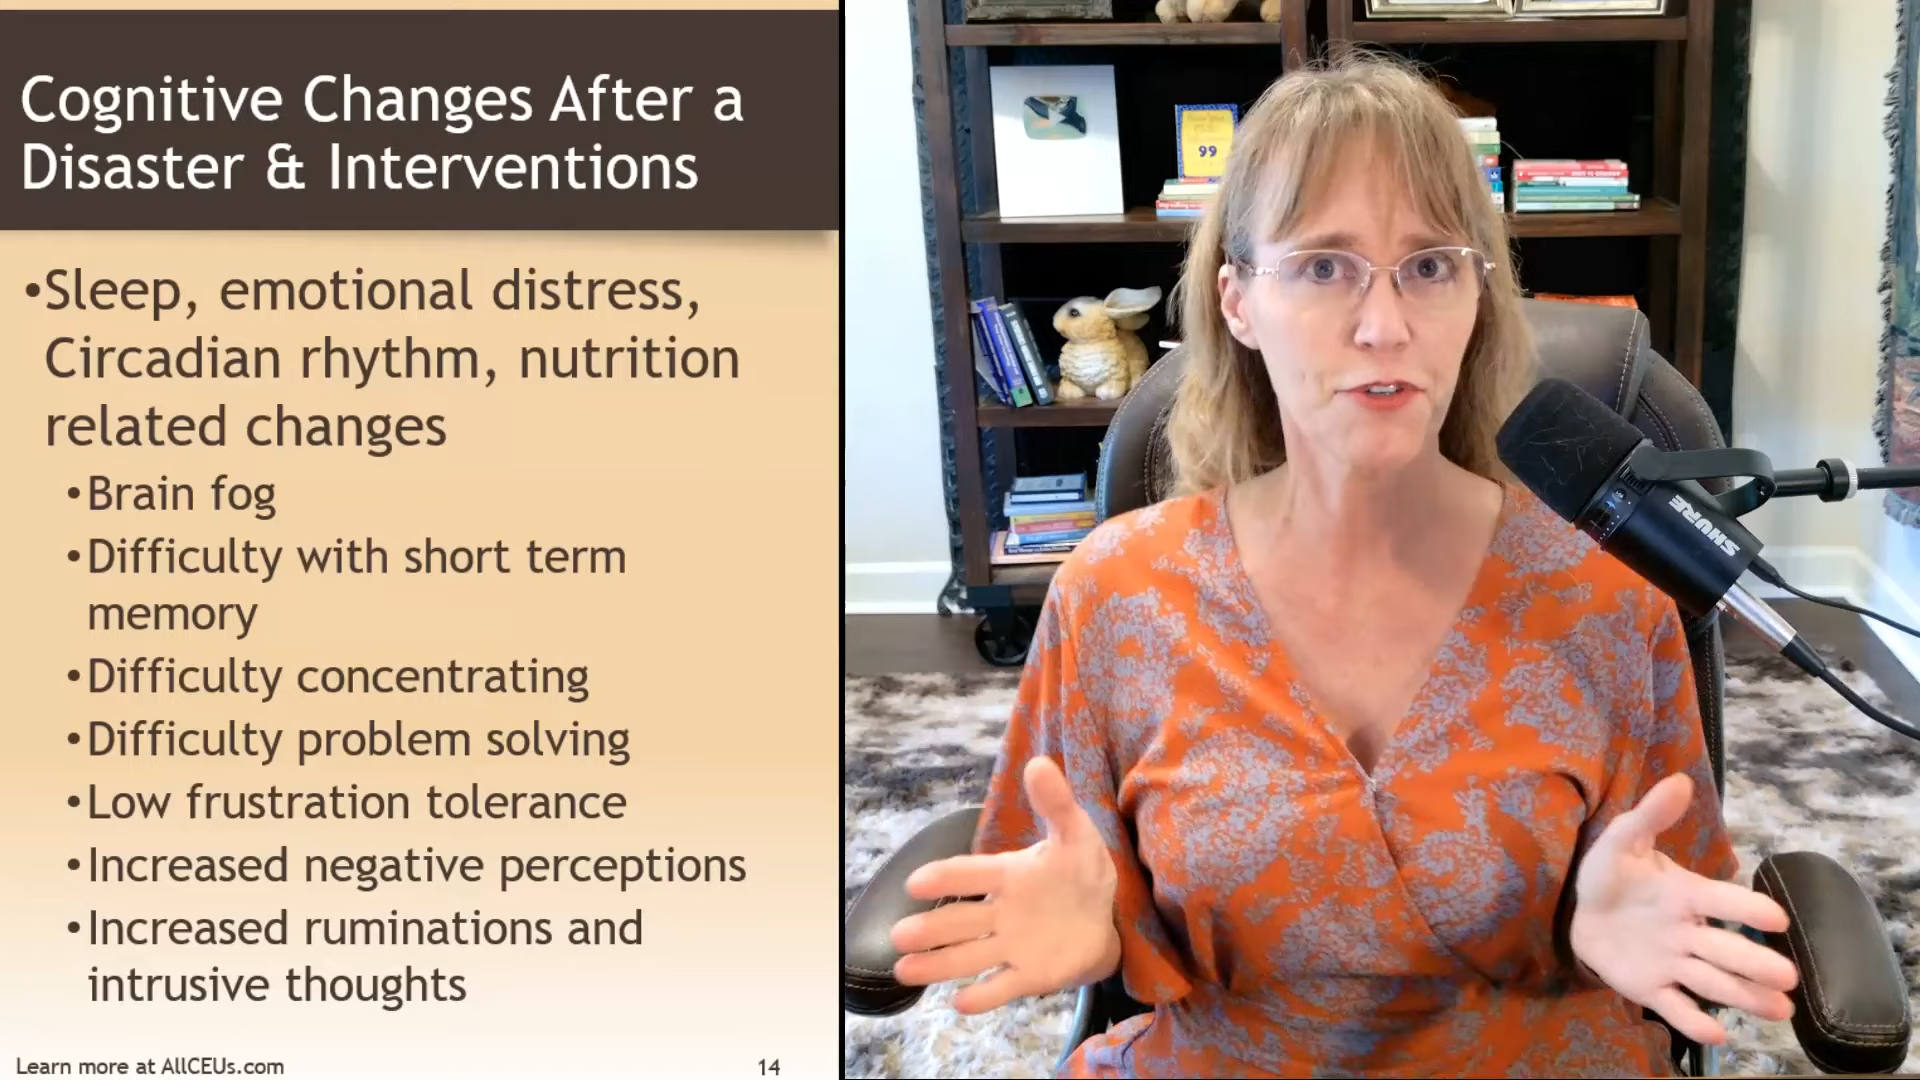 Cognitive Changes After a
Disaster & Interventions
•Sleep, emotional distress,
Circadian rhythm, nutrition
related changes
•Brain fog
•Difficulty with short term
memory
•Difficulty concentrating
•Difficulty problem solving
•Low frustration tolerance
•Increased negative perceptions
•Increased ruminations and
intrusive thoughts
Learn more at AllCEUs.com
14
99
SHURE